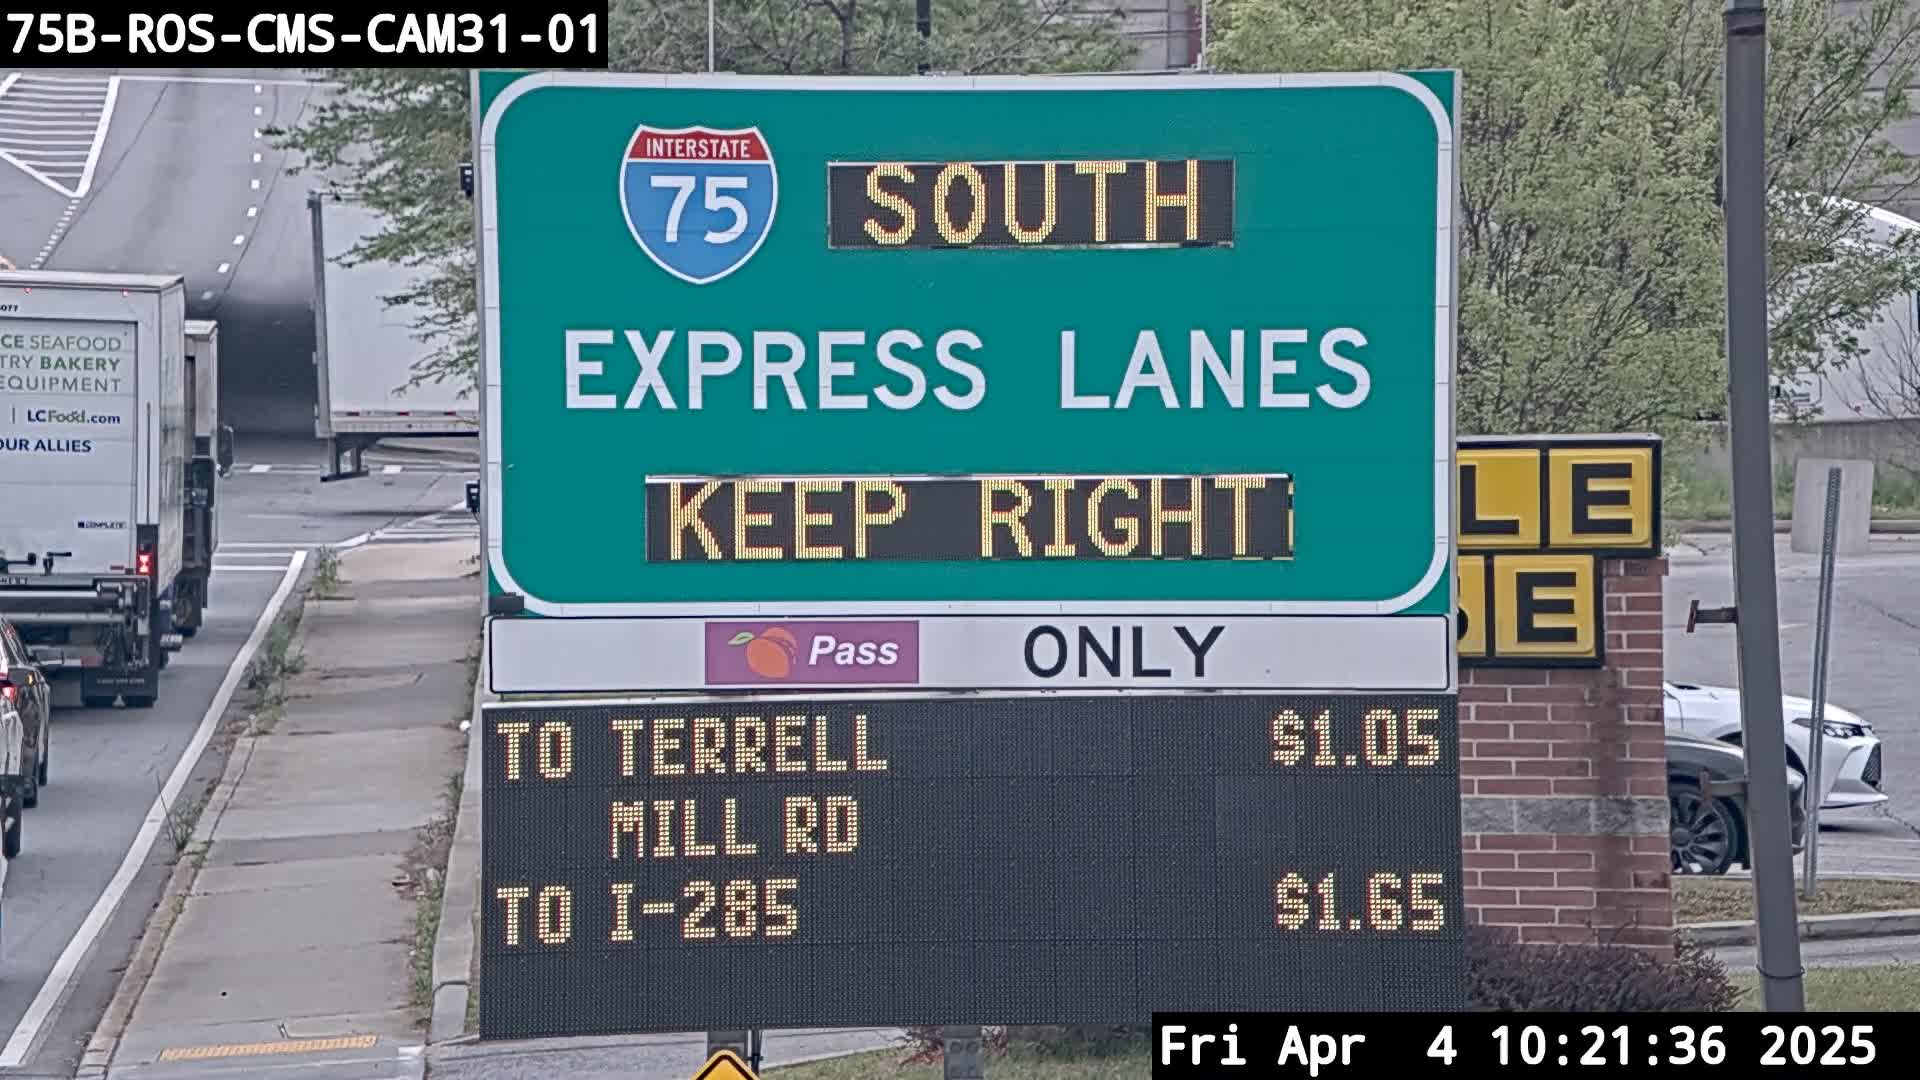 75B-ROS-CMS-CAM31-01
INTERSTATE
75
SOUTH
EXPRESS LANES
KEEP RIGHT
Pass ONLY
TO TERRELL $1.05
MILL RD
TO I-285 $1.65
CE SEAFOOD
TRY BAKERY
EQUIPMENT
| LCFood.com
OUR ALLIES
LE
E
Fri Apr 4 10:21:36 2025